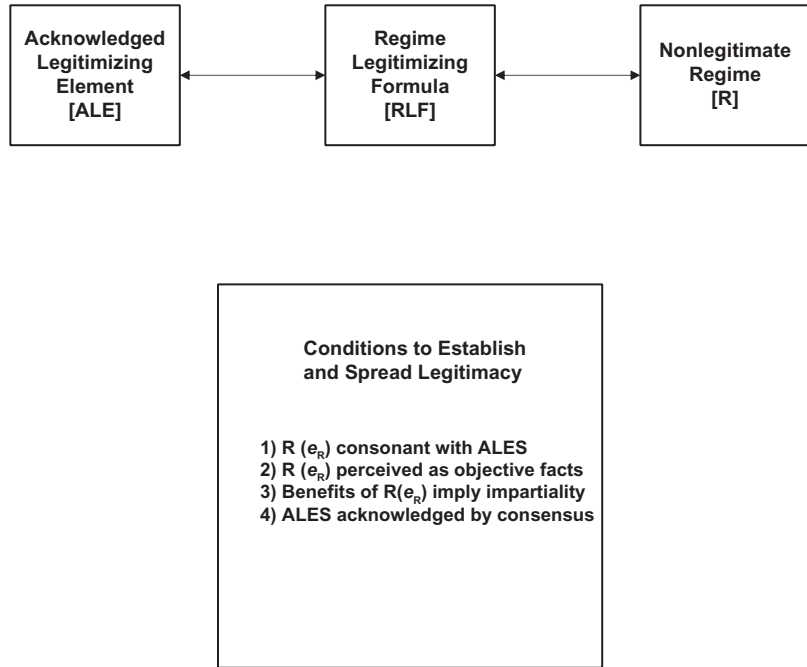 Acknowledged
Legitimizing
Element
[ALE]
Regime
Legitimizing
Formula
[RLF]
Nonlegitimate
Regime
[R]
Conditions to Establish
and Spread Legitimacy
1) R (eR) consonant with ALES
2) R (eR) perceived as objective facts
3) Benefits of R(eR) imply impartiality
4) ALES acknowledged by consensus